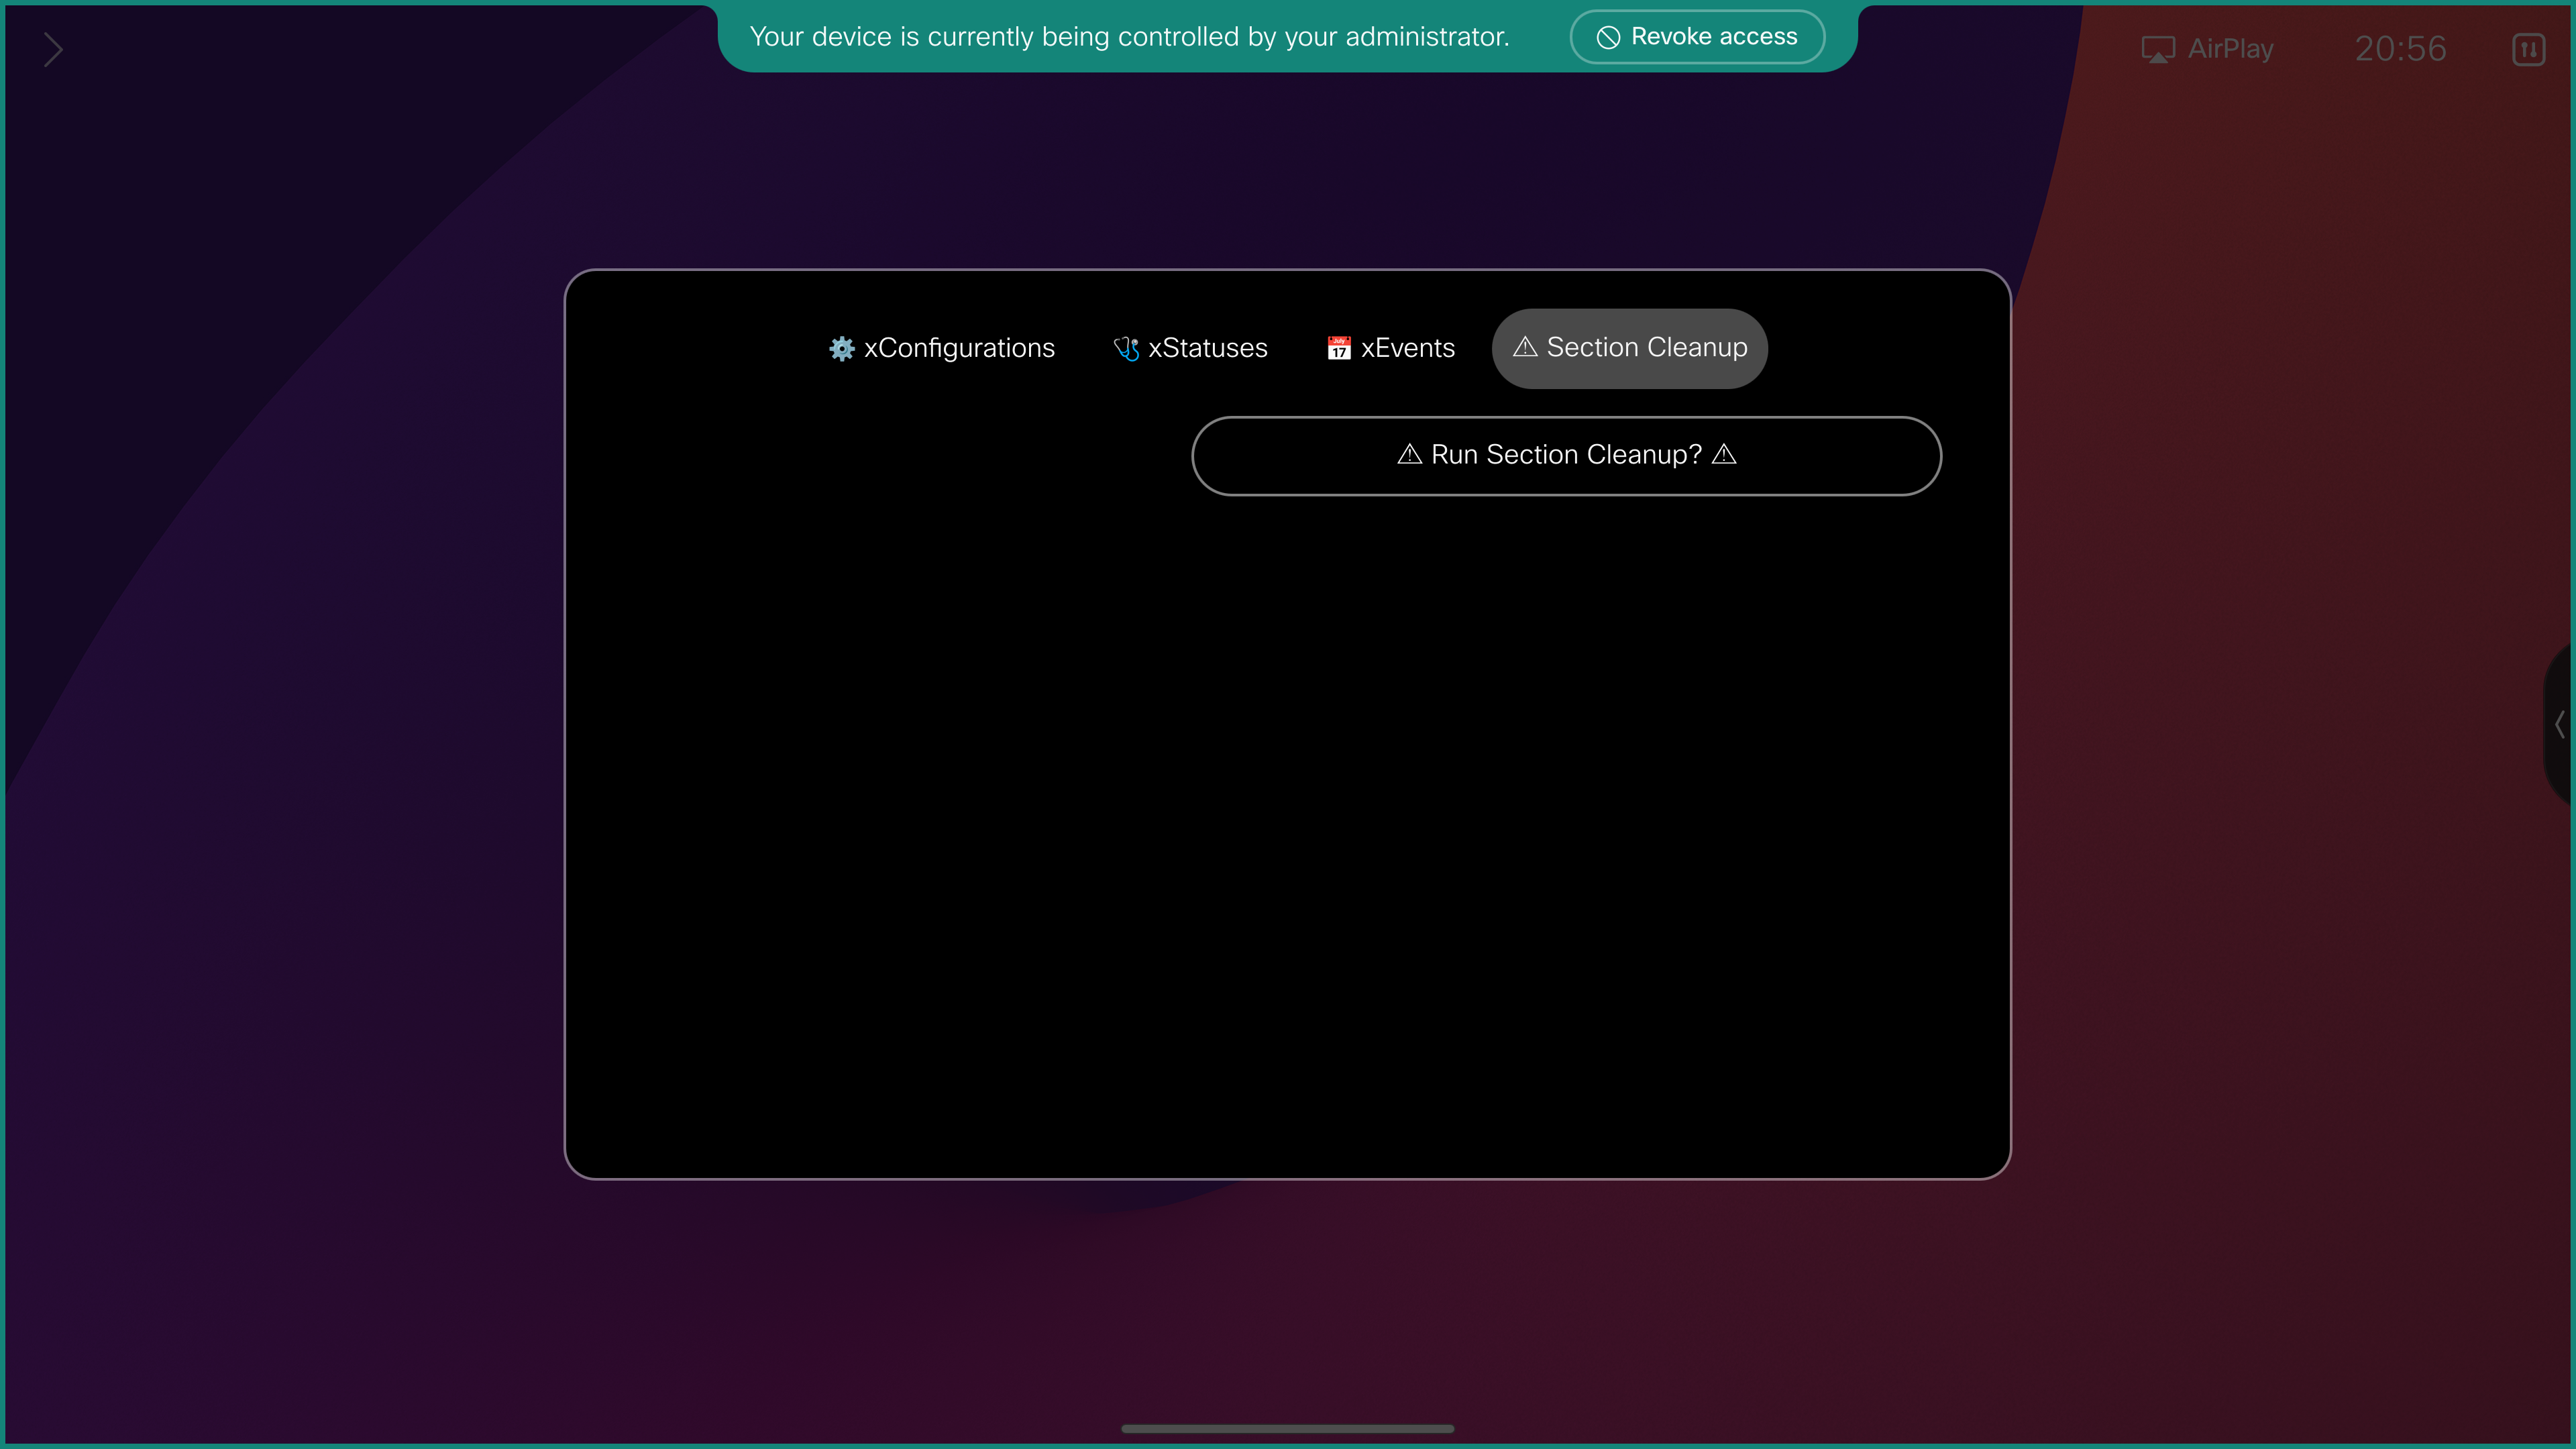 Your device is currently being controlled by your administrator. Revoke access
AirPlay 20:56
⚙️ xConfigurations 🩺 xStatuses 📅 xEvents ⚠ Section Cleanup
⚠ Run Section Cleanup? ⚠